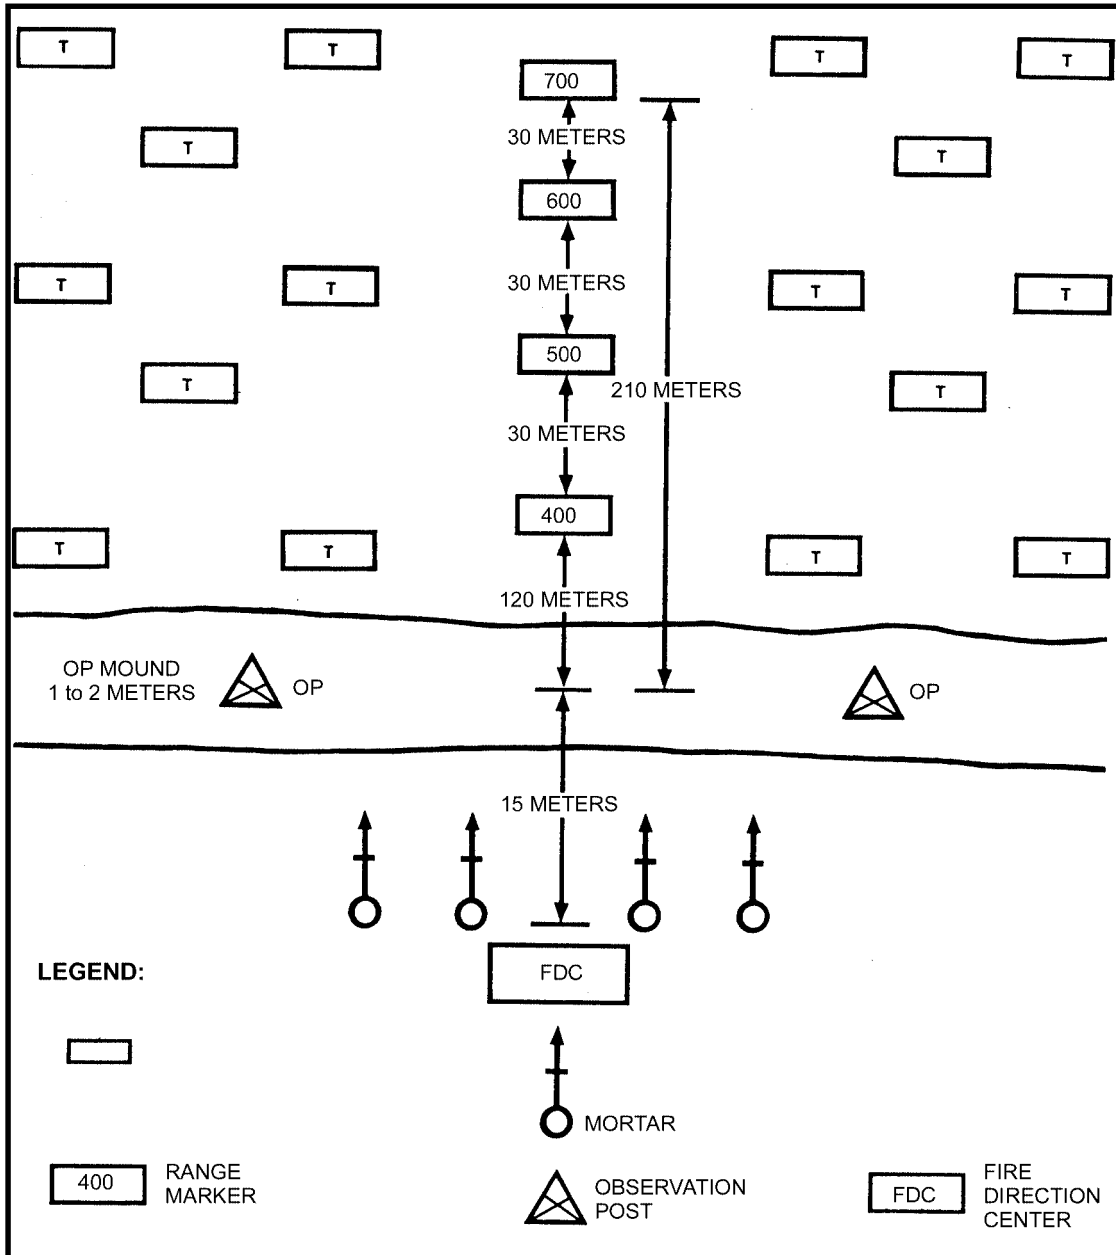 T
T
700
T
T
30 METERS
T
T
600
T
T
30 METERS
T
T
500
T
210 METERS
T
30 METERS
400
T
T
T
T
120 METERS
OP MOUND
1 to 2 METERS
OP
OP
15 METERS
FDC
LEGEND:
MORTAR
400
RANGE
MARKER
OBSERVATION
POST
FDC
FIRE
DIRECTION
CENTER